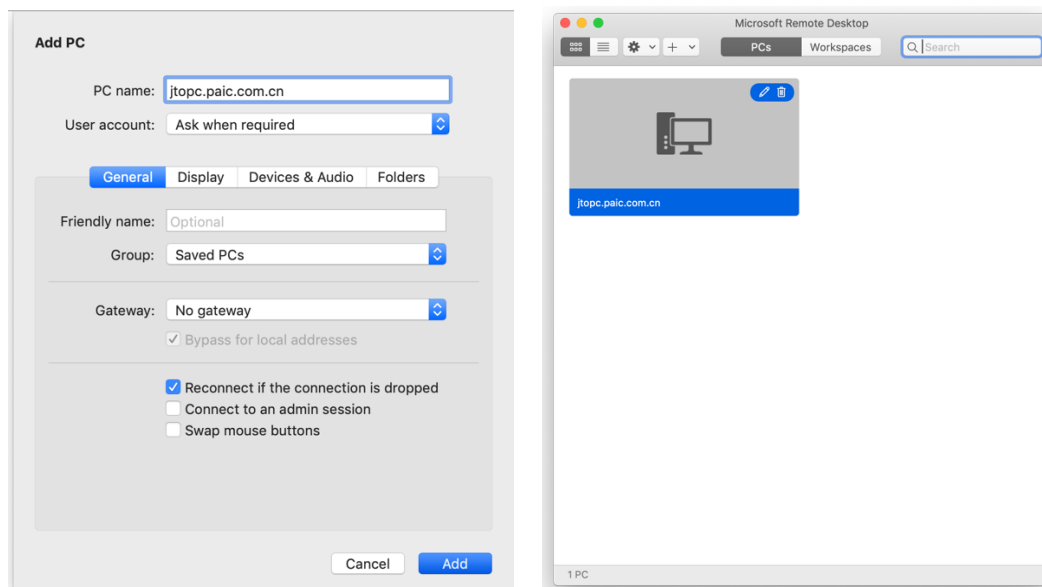 Add PC
PC name: jtopc.paic.com.cn
User account: Ask when required
General Display Devices & Audio Folders
Friendly name: Optional
Group: Saved PCs
Gateway: No gateway
Bypass for local addresses
Reconnect if the connection is dropped
Connect to an admin session
Swap mouse buttons
Cancel Add
Microsoft Remote Desktop
PCs Workspaces Search
jtopc.paic.com.cn
1 PC